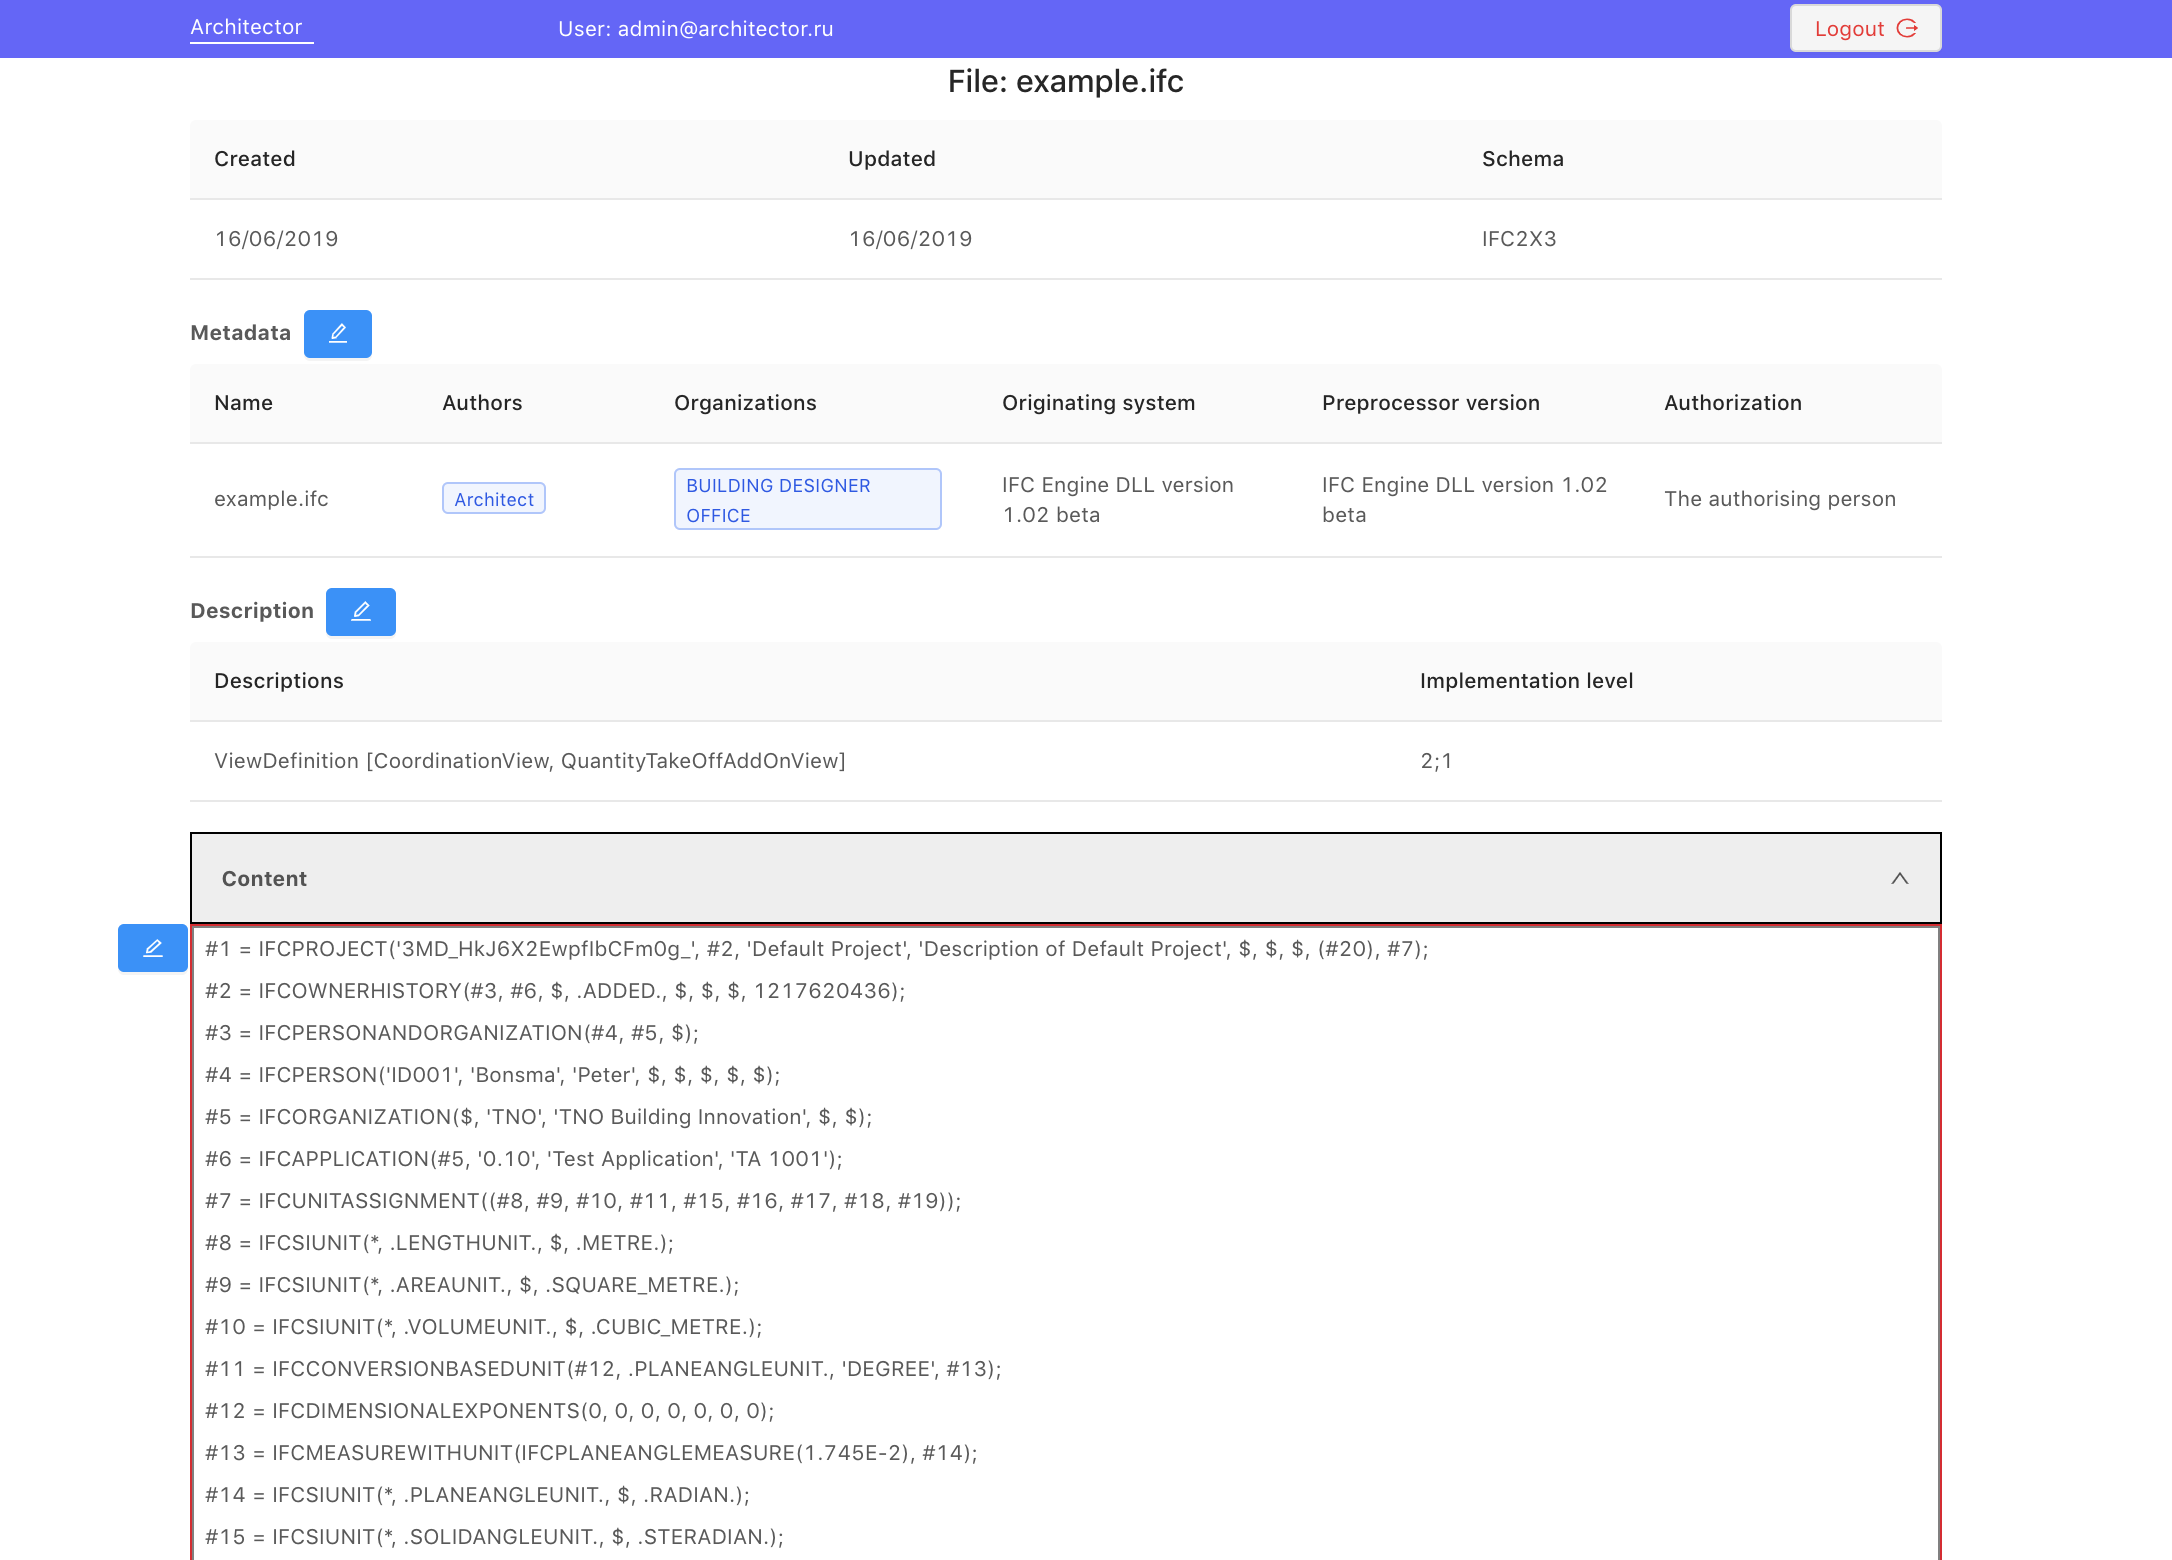 Architector
User: admin@architector.ru
Logout
File: example.ifc
Created Updated Schema
16/06/2019 16/06/2019 IFC2X3
Metadata
Name Authors Organizations Originating system Preprocessor version Authorization
example.ifc Architect BUILDING DESIGNER OFFICE IFC Engine DLL version 1.02 beta IFC Engine DLL version 1.02 beta The authorising person
Description
Descriptions Implementation level
ViewDefinition [CoordinationView, QuantityTakeOffAddOnView] 2;1
Content
#1 = IFCPROJECT('3MD_HkJ6X2EwpfIbCFm0g_', #2, 'Default Project', 'Description of Default Project', $, $, $, (#20), #7);
#2 = IFCOWNERHISTORY(#3, #6, $, .ADDED., $, $, $, 1217620436);
#3 = IFCPERSONANDORGANIZATION(#4, #5, $);
#4 = IFCPERSON('ID001', 'Bonsma', 'Peter', $, $, $, $, $);
#5 = IFCORGANIZATION($, 'TNO', 'TNO Building Innovation', $, $);
#6 = IFCAPPLICATION(#5, '0.10', 'Test Application', 'TA 1001');
#7 = IFCUNITASSIGNMENT((#8, #9, #10, #11, #15, #16, #17, #18, #19));
#8 = IFCSIUNIT(*, .LENGTHUNIT., $, .METRE.);
#9 = IFCSIUNIT(*, .AREAUNIT., $, .SQUARE_METRE.);
#10 = IFCSIUNIT(*, .VOLUMEUNIT., $, .CUBIC_METRE.);
#11 = IFCCONVERSIONBASEDUNIT(#12, .PLANEANGLEUNIT., 'DEGREE', #13);
#12 = IFCDIMENSIONALEXPONENTS(0, 0, 0, 0, 0, 0, 0);
#13 = IFCMEASUREWITHUNIT(IFCPLANEANGLEMEASURE(1.745E-2), #14);
#14 = IFCSIUNIT(*, .PLANEANGLEUNIT., $, .RADIAN.);
#15 = IFCSIUNIT(*, .SOLIDANGLEUNIT., $, .STERADIAN.);